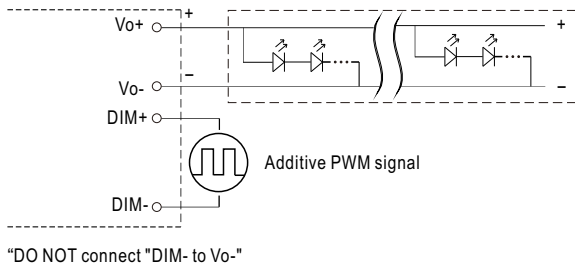 Vo+
+
+
Vo-
−
−
DIM+
Additive PWM signal
DIM-
“DO NOT connect "DIM- to Vo-"